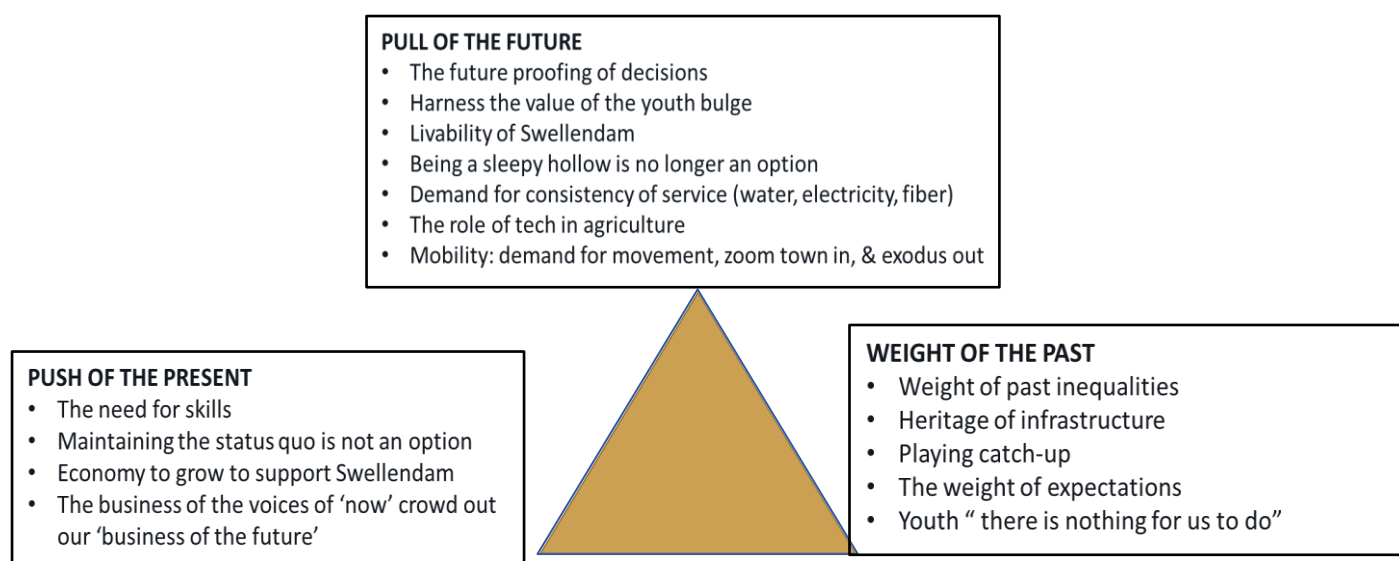 PULL OF THE FUTURE
• The future proofing of decisions
• Harness the value of the youth bulge
• Livability of Swellendam
• Being a sleepy hollow is no longer an option
• Demand for consistency of service (water, electricity, fiber)
• The role of tech in agriculture
• Mobility: demand for movement, zoom town in, & exodus out
PUSH OF THE PRESENT
• The need for skills
• Maintaining the status quo is not an option
• Economy to grow to support Swellendam
• The business of the voices of ‘now’ crowd out
our ‘business of the future’
WEIGHT OF THE PAST
• Weight of past inequalities
• Heritage of infrastructure
• Playing catch-up
• The weight of expectations
• Youth “ there is nothing for us to do”